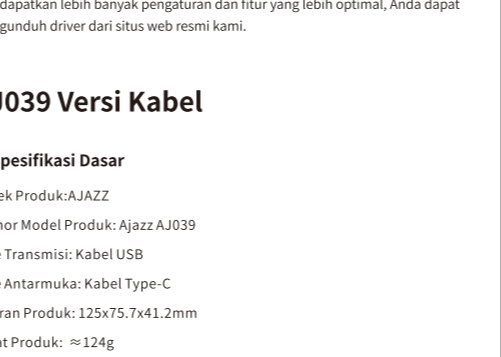 dapatkan lebih banyak pengaturan dan fitur yang lebih optimal, Anda dapat
gunduh driver dari situs web resmi kami.
J039 Versi Kabel
pesifikasi Dasar
ek Produk:AJAZZ
nor Model Produk: Ajazz AJ039
e Transmisi: Kabel USB
e Antarmuka: Kabel Type-C
ran Produk: 125x75.7x41.2mm
at Produk: ≈124g